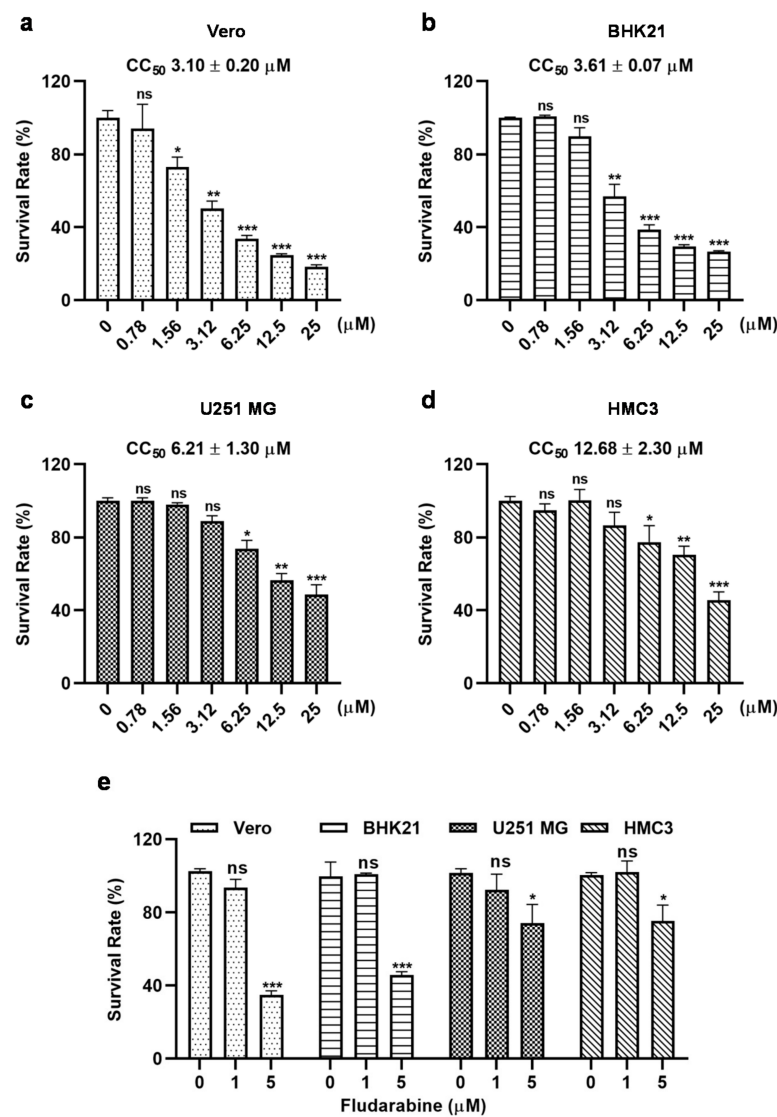 a
Vero
CC50 3.10 ± 0.20 μM
ns
*
**
***
***
***
Survival Rate (%)
120
80
40
0
0 0.78 1.56 3.12 6.25 12.5 25 (μM)
b
BHK21
CC50 3.61 ± 0.07 μM
ns
ns
**
***
***
***
Survival Rate (%)
120
80
40
0
0 0.78 1.56 3.12 6.25 12.5 25 (μM)
c
U251 MG
CC50 6.21 ± 1.30 μM
ns
ns
ns
*
**
***
Survival Rate (%)
120
80
40
0
0 0.78 1.56 3.12 6.25 12.5 25 (μM)
d
HMC3
CC50 12.68 ± 2.30 μM
ns
ns
ns
*
**
***
Survival Rate (%)
120
80
40
0
0 0.78 1.56 3.12 6.25 12.5 25 (μM)
e
Vero BHK21 U251 MG HMC3
ns
***
ns
***
ns
*
ns
*
Survival Rate (%)
120
80
40
0
0 1 5 0 1 5 0 1 5 0 1 5
Fludarabine (μM)